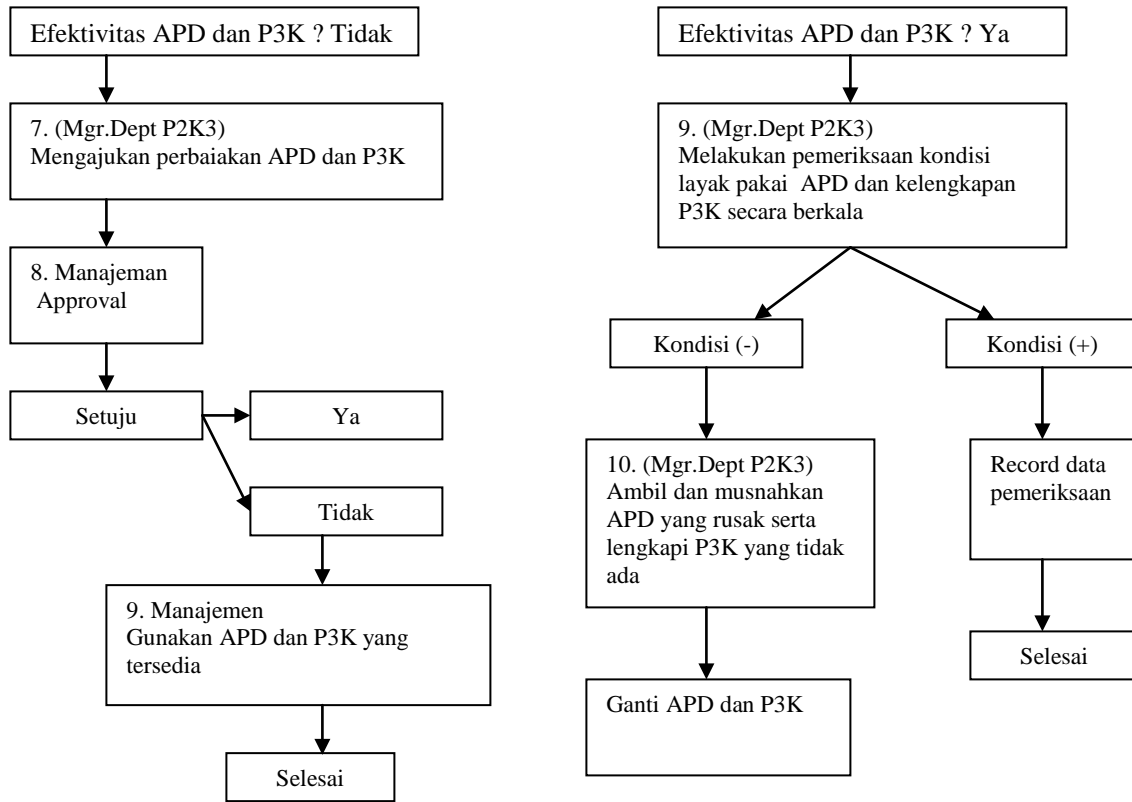 Efektivitas APD dan P3K ? Tidak
7. (Mgr.Dept P2K3)
Mengajukan perbaiakan APD dan P3K
8. Manajeman
Approval
Setuju
Ya
Tidak
9. Manajemen
Gunakan APD dan P3K yang
tersedia
Selesai
Efektivitas APD dan P3K ? Ya
9. (Mgr.Dept P2K3)
Melakukan pemeriksaan kondisi
layak pakai APD dan kelengkapan
P3K secara berkala
Kondisi (-)
Kondisi (+)
10. (Mgr.Dept P2K3)
Ambil dan musnahkan
APD yang rusak serta
lengkapi P3K yang tidak
ada
Record data
pemeriksaan
Ganti APD dan P3K
Selesai